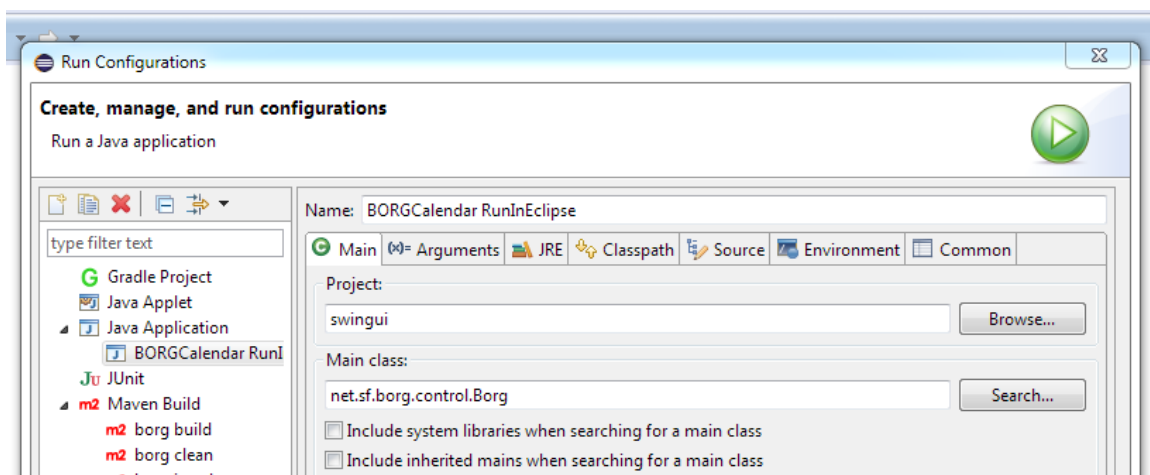 Run Configurations
Create, manage, and run configurations
Run a Java application
type filter text
Gradle Project
Java Applet
Java Application
BORGCalendar RunI
JUnit
Maven Build
borg build
borg clean
Name: BORGCalendar RunInEclipse
Main (x)= Arguments JRE Classpath Source Environment Common
Project:
swingui Browse...
Main class:
net.sf.borg.control.Borg Search...
Include system libraries when searching for a main class
Include inherited mains when searching for a main class